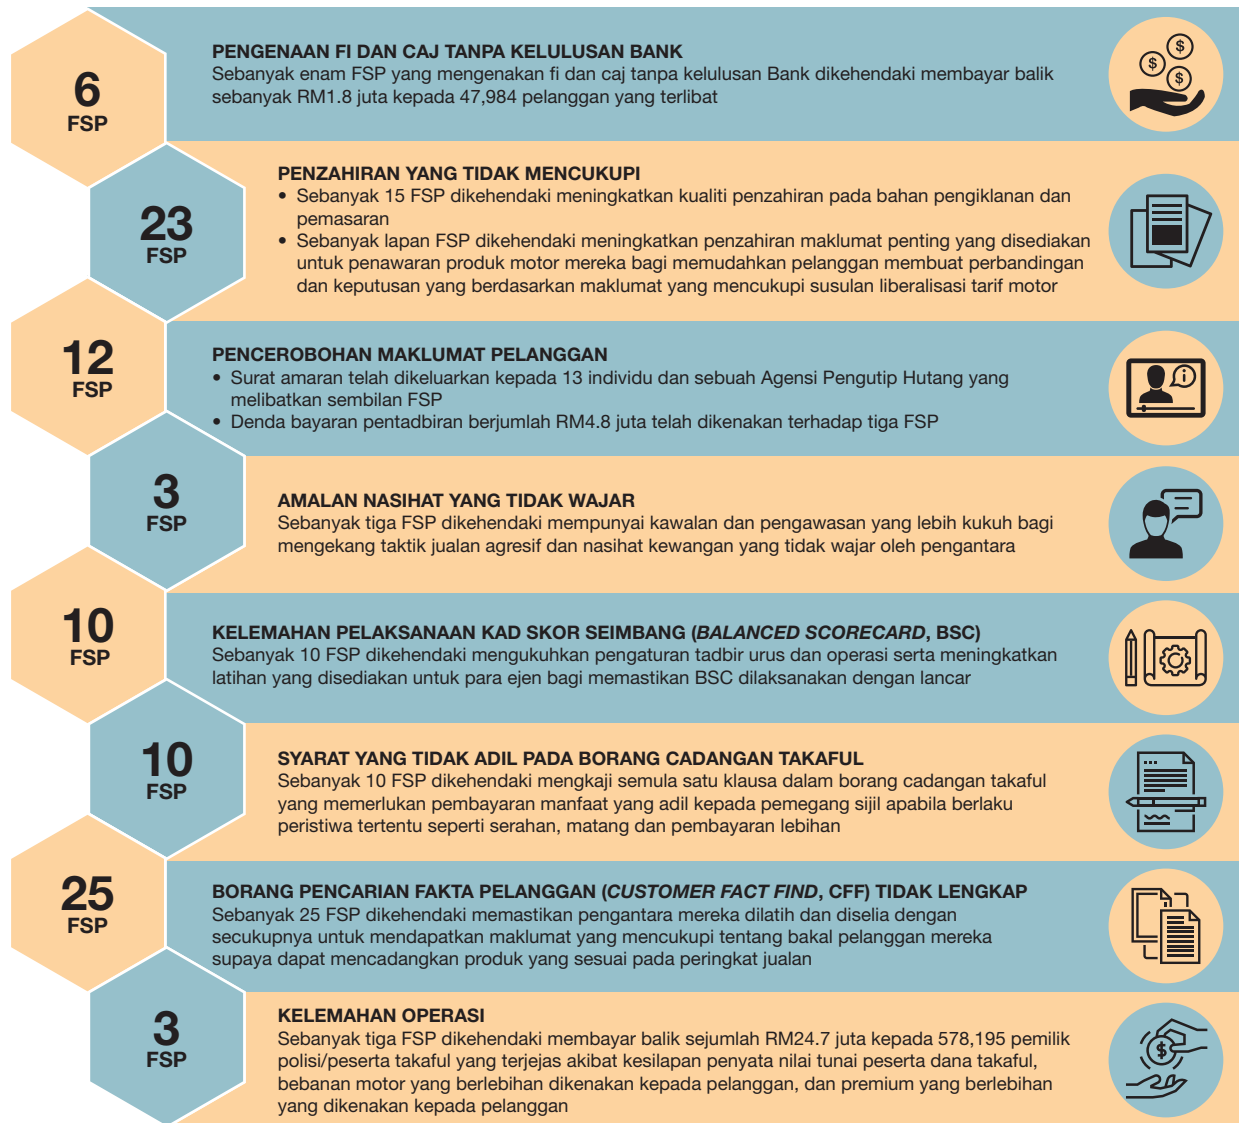 6
FSP
PENGENAAN FI DAN CAJ TANPA KELULUSAN BANK
Sebanyak enam FSP yang mengenakan fi dan caj tanpa kelulusan Bank dikehendaki membayar balik
sebanyak RM1.8 juta kepada 47,984 pelanggan yang terlibat
$
$
$
23
FSP
PENZAHIRAN YANG TIDAK MENCUKUPI
• Sebanyak 15 FSP dikehendaki meningkatkan kualiti penzahiran pada bahan pengiklanan dan
pemasaran
• Sebanyak lapan FSP dikehendaki meningkatkan penzahiran maklumat penting yang disediakan
untuk penawaran produk motor mereka bagi memudahkan pelanggan membuat perbandingan
dan keputusan yang berdasarkan maklumat yang mencukupi susulan liberalisasi tarif motor
12
FSP
PENCEROBOHAN MAKLUMAT PELANGGAN
• Surat amaran telah dikeluarkan kepada 13 individu dan sebuah Agensi Pengutip Hutang yang
melibatkan sembilan FSP
• Denda bayaran pentadbiran berjumlah RM4.8 juta telah dikenakan terhadap tiga FSP
i
3
FSP
AMALAN NASIHAT YANG TIDAK WAJAR
Sebanyak tiga FSP dikehendaki mempunyai kawalan dan pengawasan yang lebih kukuh bagi
mengekang taktik jualan agresif dan nasihat kewangan yang tidak wajar oleh pengantara
10
FSP
KELEMAHAN PELAKSANAAN KAD SKOR SEIMBANG (BALANCED SCORECARD, BSC)
Sebanyak 10 FSP dikehendaki mengukuhkan pengaturan tadbir urus dan operasi serta meningkatkan
latihan yang disediakan untuk para ejen bagi memastikan BSC dilaksanakan dengan lancar
10
FSP
SYARAT YANG TIDAK ADIL PADA BORANG CADANGAN TAKAFUL
Sebanyak 10 FSP dikehendaki mengkaji semula satu klausa dalam borang cadangan takaful
yang memerlukan pembayaran manfaat yang adil kepada pemegang sijil apabila berlaku
peristiwa tertentu seperti serahan, matang dan pembayaran lebihan
25
FSP
BORANG PENCARIAN FAKTA PELANGGAN (CUSTOMER FACT FIND, CFF) TIDAK LENGKAP
Sebanyak 25 FSP dikehendaki memastikan pengantara mereka dilatih dan diselia dengan
secukupnya untuk mendapatkan maklumat yang mencukupi tentang bakal pelanggan mereka
supaya dapat mencadangkan produk yang sesuai pada peringkat jualan
3
FSP
KELEMAHAN OPERASI
Sebanyak tiga FSP dikehendaki membayar balik sejumlah RM24.7 juta kepada 578,195 pemilik
polisi/peserta takaful yang terjejas akibat kesilapan penyata nilai tunai peserta dana takaful,
bebanan motor yang berlebihan dikenakan kepada pelanggan, dan premium yang berlebihan
yang dikenakan kepada pelanggan
$